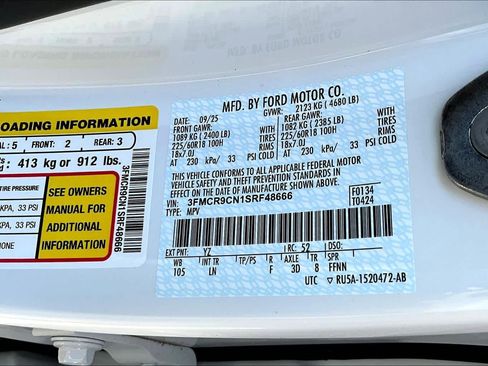 LOADING INFORMATION
5 FRONT: 2 REAR: 3
413 kg or 912 lbs.
TIRE PRESSURE
KPA, 33 PSI
KPA, 33 PSI
SEE OWNERS
MANUAL FOR
ADDITIONAL
INFORMATION
3FMCR9CN1SRF48666
MFD. BY FORD MOTOR CO.
DATE: 09/25 GVWR: 2123 KG ( 4680 LB)
FRONT GAWR: REAR GAWR:
1089 KG ( 2400 LB) 1082 KG ( 2385 LB)
225/60R18 100H TIRES 225/60R18 100H TIRES
18x7.0J RIMS 18x7.0J RIMS
AT 230 kPa/ 33 PSI COLD AT 230 kPa/ 33 PSI COLD
THIS VEHICLE CONFORMS TO ALL APPLICABLE FEDERAL MOTOR
VEHICLE SAFETY AND THEFT PREVENTION STANDARDS IN EFFECT
ON THE DATE OF MANUFACTURE SHOWN ABOVE.
VIN: 3FMCR9CN1SRF48666 F0134
TYPE: MPV T0424
EXT PNT: YZ RC: 52 DSO:
WB INT TR TP/PS R AX TR SPR
105 LN F 3D 8 FFNN
UTC ▽ RU5A-1520472-AB